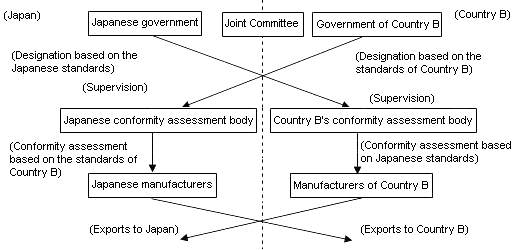 (Japan)
Japanese government
Joint Committee
Government of Country B
(Country B)
(Designation based on the
Japanese standards)
(Designation based on the
standards of Country B)
(Supervision)
(Supervision)
Japanese conformity assessment body
Country B's conformity assessment body
(Conformity assessment
based on the standards of
Country B)
(Conformity assessment based
on Japanese standards)
Japanese manufacturers
Manufacturers of Country B
(Exports to Japan)
(Exports to Country B)